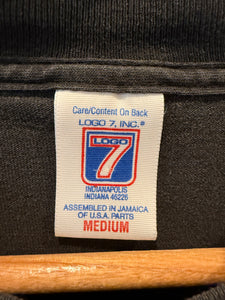 Care/Content On Back
LOGO 7, INC.®
LOGO
7
INDIANAPOLIS
INDIANA 46226
ASSEMBLED IN JAMAICA
OF U.S.A. PARTS
MEDIUM